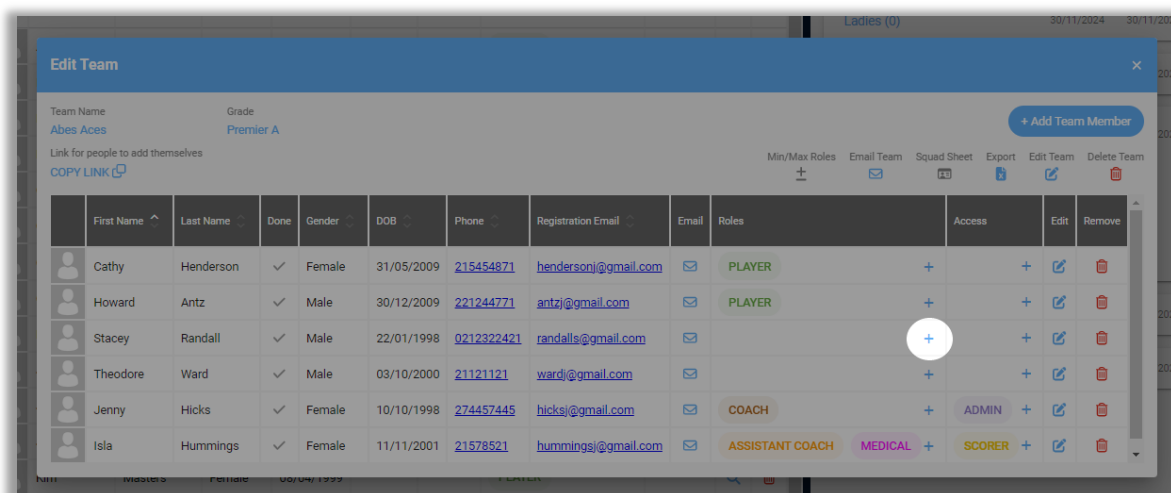 Ladies (0) 30/11/2024
Edit Team ×
Team Name Grade
Abes Aces Premier A
+ Add Team Member
Link for people to add themselves
COPY LINK
Min/Max Roles Email Team Squad Sheet Export Edit Team Delete Team
First Name Last Name Done Gender DOB Phone Registration Email Email Roles Access Edit Remove
Cathy Henderson Female 31/05/2009 215454871 hendersonj@gmail.com PLAYER + +
Howard Antz Male 30/12/2009 221244771 antzj@gmail.com PLAYER + +
Stacey Randall Male 22/01/1998 0212322421 randalls@gmail.com + +
Theodore Ward Male 03/10/2000 21121121 wardj@gmail.com + +
Jenny Hicks Female 10/10/1998 274457445 hicksj@gmail.com COACH + ADMIN +
Isla Hummings Female 11/11/2001 21578521 hummingsj@gmail.com ASSISTANT COACH MEDICAL + SCORER +
Kim Masters Female 08/04/1999 PLAYER